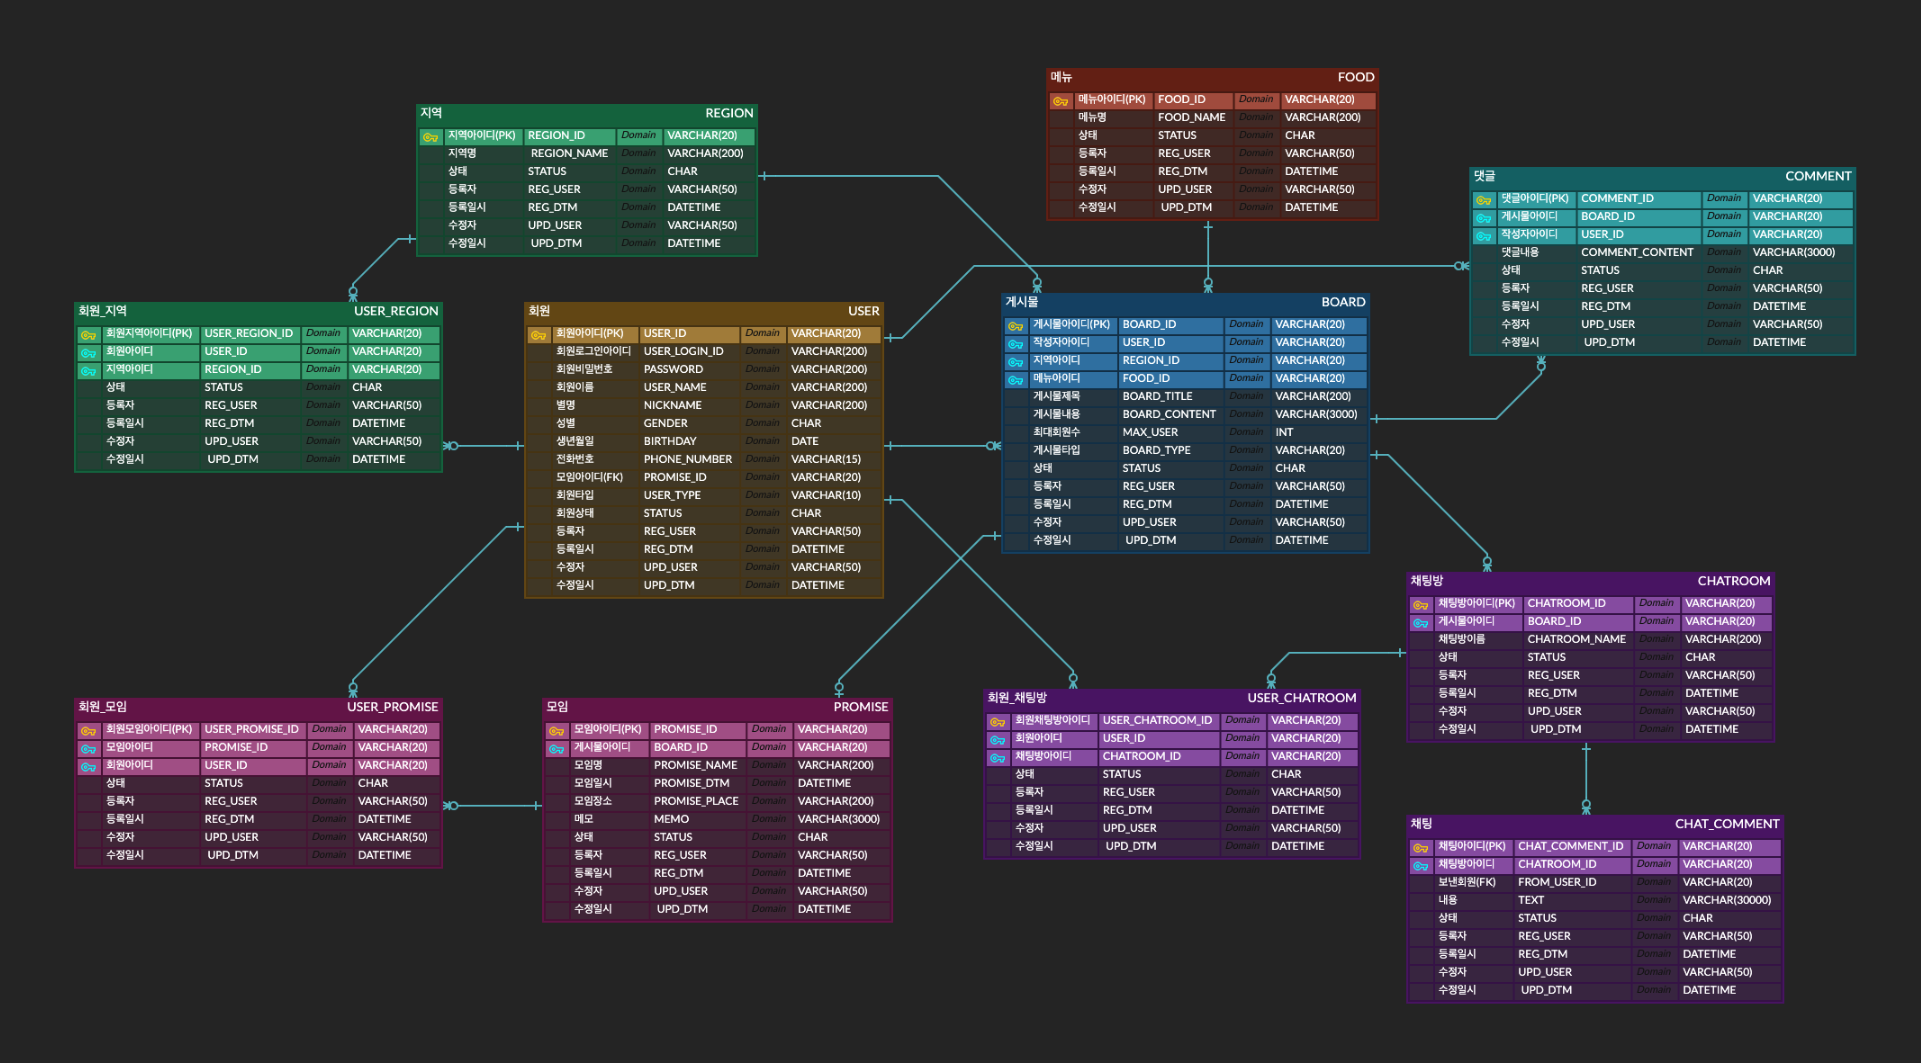 메뉴 FOOD
메뉴아이디(PK) FOOD_ID Domain VARCHAR(20)
메뉴명 FOOD_NAME Domain VARCHAR(200)
상태 STATUS Domain CHAR
등록자 REG_USER Domain VARCHAR(50)
등록일시 REG_DTM Domain DATETIME
수정자 UPD_USER Domain VARCHAR(50)
수정일시 UPD_DTM Domain DATETIME
지역 REGION
지역아이디(PK) REGION_ID Domain VARCHAR(20)
지역명 REGION_NAME Domain VARCHAR(200)
상태 STATUS Domain CHAR
등록자 REG_USER Domain VARCHAR(50)
등록일시 REG_DTM Domain DATETIME
수정자 UPD_USER Domain VARCHAR(50)
수정일시 UPD_DTM Domain DATETIME
댓글 COMMENT
댓글아이디(PK) COMMENT_ID Domain VARCHAR(20)
게시물아이디 BOARD_ID Domain VARCHAR(20)
작성자아이디 USER_ID Domain VARCHAR(20)
댓글내용 COMMENT_CONTENT Domain VARCHAR(3000)
상태 STATUS Domain CHAR
등록자 REG_USER Domain VARCHAR(50)
등록일시 REG_DTM Domain DATETIME
수정자 UPD_USER Domain VARCHAR(50)
수정일시 UPD_DTM Domain DATETIME
회원_지역 USER_REGION
회원지역아이디(PK) USER_REGION_ID Domain VARCHAR(20)
회원아이디 USER_ID Domain VARCHAR(20)
지역아이디 REGION_ID Domain VARCHAR(20)
상태 STATUS Domain CHAR
등록자 REG_USER Domain VARCHAR(50)
등록일시 REG_DTM Domain DATETIME
수정자 UPD_USER Domain VARCHAR(50)
수정일시 UPD_DTM Domain DATETIME
회원 USER
회원아이디(PK) USER_ID Domain VARCHAR(20)
회원로그인아이디 USER_LOGIN_ID Domain VARCHAR(200)
회원비밀번호 PASSWORD Domain VARCHAR(200)
회원이름 USER_NAME Domain VARCHAR(200)
별명 NICKNAME Domain VARCHAR(200)
성별 GENDER Domain CHAR
생년월일 BIRTHDAY Domain DATE
전화번호 PHONE_NUMBER Domain VARCHAR(15)
모임아이디(FK) PROMISE_ID Domain VARCHAR(20)
회원타입 USER_TYPE Domain VARCHAR(10)
회원상태 STATUS Domain CHAR
등록자 REG_USER Domain VARCHAR(50)
등록일시 REG_DTM Domain DATETIME
수정자 UPD_USER Domain VARCHAR(50)
수정일시 UPD_DTM Domain DATETIME
게시물 BOARD
게시물아이디(PK) BOARD_ID Domain VARCHAR(20)
작성자아이디 USER_ID Domain VARCHAR(20)
지역아이디 REGION_ID Domain VARCHAR(20)
메뉴아이디 FOOD_ID Domain VARCHAR(20)
게시물제목 BOARD_TITLE Domain VARCHAR(200)
게시물내용 BOARD_CONTENT Domain VARCHAR(3000)
최대회원수 MAX_USER Domain INT
게시물타입 BOARD_TYPE Domain VARCHAR(20)
상태 STATUS Domain CHAR
등록자 REG_USER Domain VARCHAR(50)
등록일시 REG_DTM Domain DATETIME
수정자 UPD_USER Domain VARCHAR(50)
수정일시 UPD_DTM Domain DATETIME
채팅방 CHATROOM
채팅방아이디(PK) CHATROOM_ID Domain VARCHAR(20)
게시물아이디 BOARD_ID Domain VARCHAR(20)
채팅방이름 CHATROOM_NAME Domain VARCHAR(200)
상태 STATUS Domain CHAR
등록자 REG_USER Domain VARCHAR(50)
등록일시 REG_DTM Domain DATETIME
수정자 UPD_USER Domain VARCHAR(50)
수정일시 UPD_DTM Domain DATETIME
회원_모임 USER_PROMISE
회원모임아이디(PK) USER_PROMISE_ID Domain VARCHAR(20)
모임아이디 PROMISE_ID Domain VARCHAR(20)
회원아이디 USER_ID Domain VARCHAR(20)
상태 STATUS Domain CHAR
등록자 REG_USER Domain VARCHAR(50)
등록일시 REG_DTM Domain DATETIME
수정자 UPD_USER Domain VARCHAR(50)
수정일시 UPD_DTM Domain DATETIME
모임 PROMISE
모임아이디(PK) PROMISE_ID Domain VARCHAR(20)
게시물아이디 BOARD_ID Domain VARCHAR(20)
모임명 PROMISE_NAME Domain VARCHAR(200)
모임일시 PROMISE_DTM Domain DATETIME
모임장소 PROMISE_PLACE Domain VARCHAR(200)
메모 MEMO Domain VARCHAR(3000)
상태 STATUS Domain CHAR
등록자 REG_USER Domain VARCHAR(50)
등록일시 REG_DTM Domain DATETIME
수정자 UPD_USER Domain VARCHAR(50)
수정일시 UPD_DTM Domain DATETIME
회원_채팅방 USER_CHATROOM
회원채팅방아이디 USER_CHATROOM_ID Domain VARCHAR(20)
회원아이디 USER_ID Domain VARCHAR(20)
채팅방아이디 CHATROOM_ID Domain VARCHAR(20)
상태 STATUS Domain CHAR
등록자 REG_USER Domain VARCHAR(50)
등록일시 REG_DTM Domain DATETIME
수정자 UPD_USER Domain VARCHAR(50)
수정일시 UPD_DTM Domain DATETIME
채팅 CHAT_COMMENT
채팅아이디(PK) CHAT_COMMENT_ID Domain VARCHAR(20)
채팅방아이디 CHATROOM_ID Domain VARCHAR(20)
보낸회원(FK) FROM_USER_ID Domain VARCHAR(20)
내용 TEXT Domain VARCHAR(30000)
상태 STATUS Domain CHAR
등록자 REG_USER Domain VARCHAR(50)
등록일시 REG_DTM Domain DATETIME
수정자 UPD_USER Domain VARCHAR(50)
수정일시 UPD_DTM Domain DATETIME